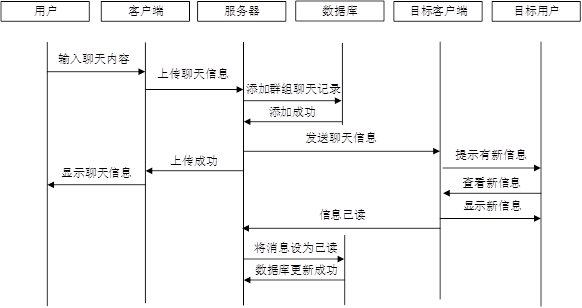 用户
客户端
服务器
数据库
目标客户端
目标用户
输入聊天内容
上传聊天信息
添加群组聊天记录
添加成功
发送聊天信息
提示有新信息
上传成功
显示聊天信息
查看新信息
显示新信息
信息已读
将消息设为已读
数据库更新成功